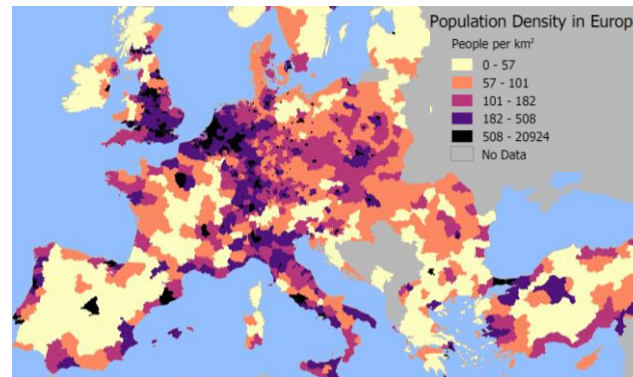 Population Density in Europ
People per km²
0 - 57
57 - 101
101 - 182
182 - 508
508 - 20924
No Data